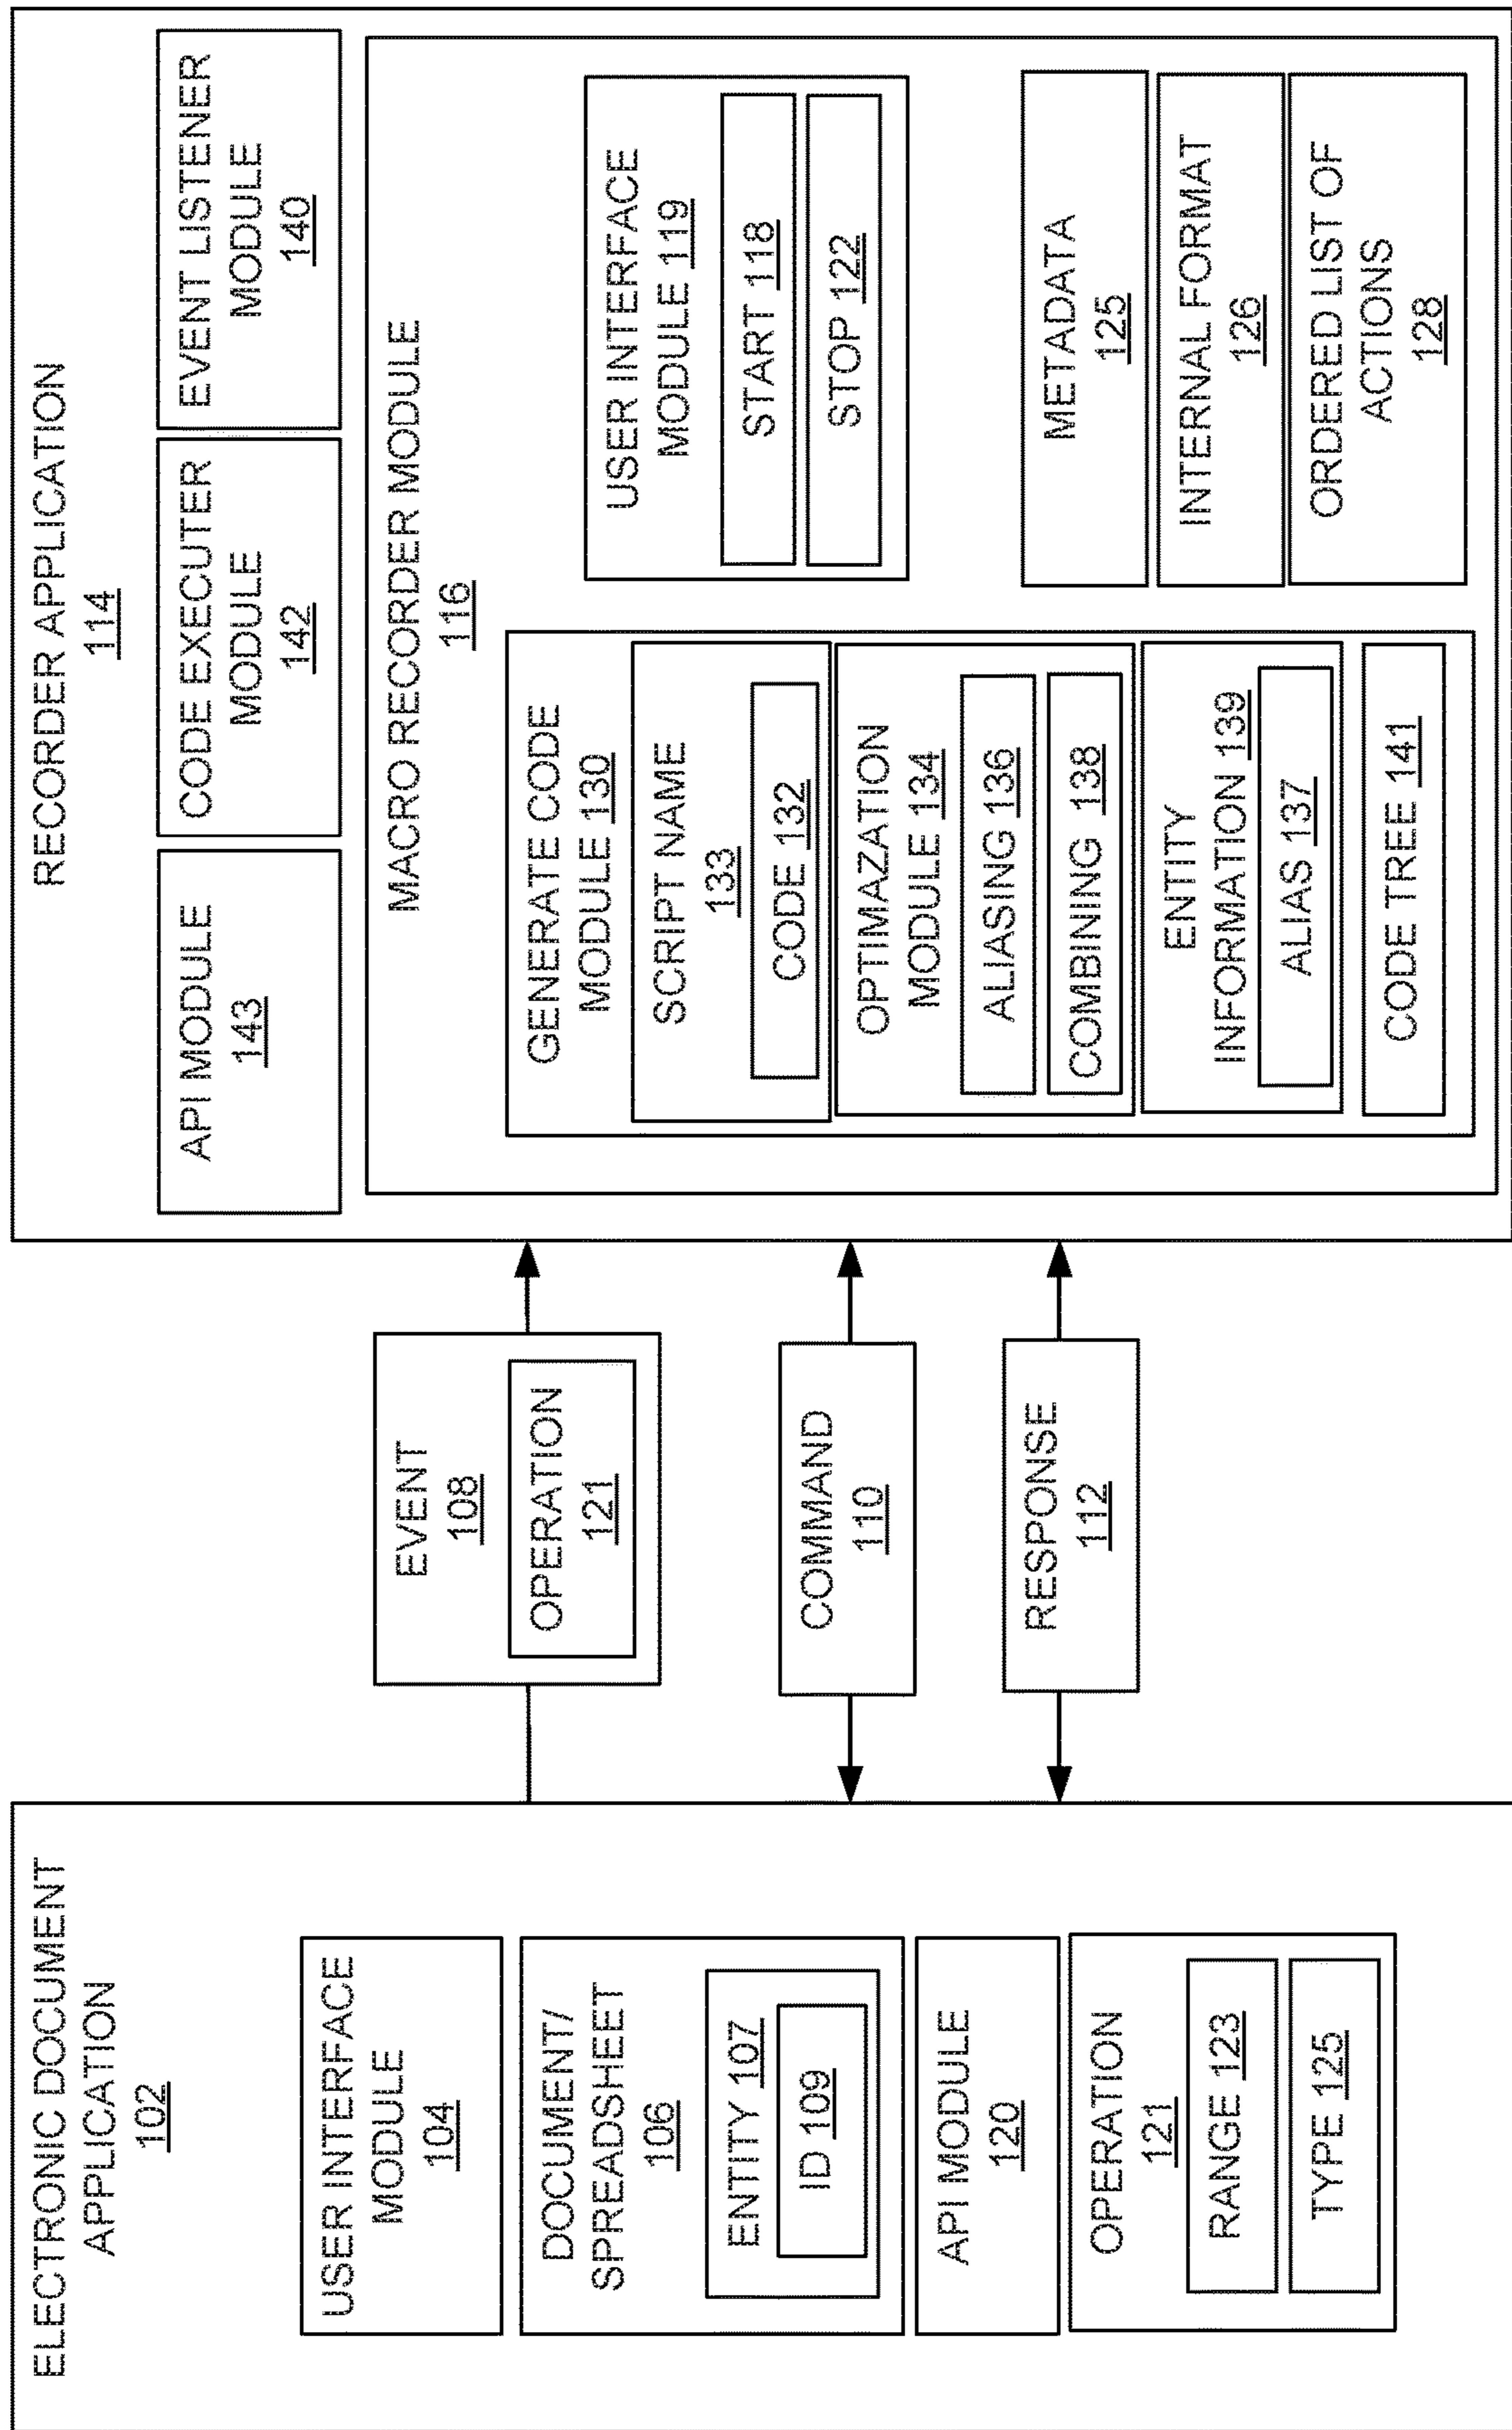 ELECTRONIC DOCUMENT
APPLICATION
102
USER INTERFACE
MODULE
104
DOCUMENT/
SPREADSHEET
106
ENTITY 107
ID 109
API MODULE
120
OPERATION
121
RANGE 123
TYPE 125
EVENT
108
OPERATION
121
COMMAND
110
RESPONSE
112
RECORDER APPLICATION
114
API MODULE
143
CODE EXECUTER
MODULE
142
EVENT LISTENER
MODULE
140
MACRO RECORDER MODULE
116
GENERATE CODE
MODULE 130
SCRIPT NAME
133
CODE 132
OPTIMAZATION
MODULE 134
ALIASING 136
COMBINING 138
ENTITY
INFORMATION 139
ALIAS 137
CODE TREE 141
USER INTERFACE
MODULE 119
START 118
STOP 122
METADATA
125
INTERNAL FORMAT
126
ORDERED LIST OF
ACTIONS
128